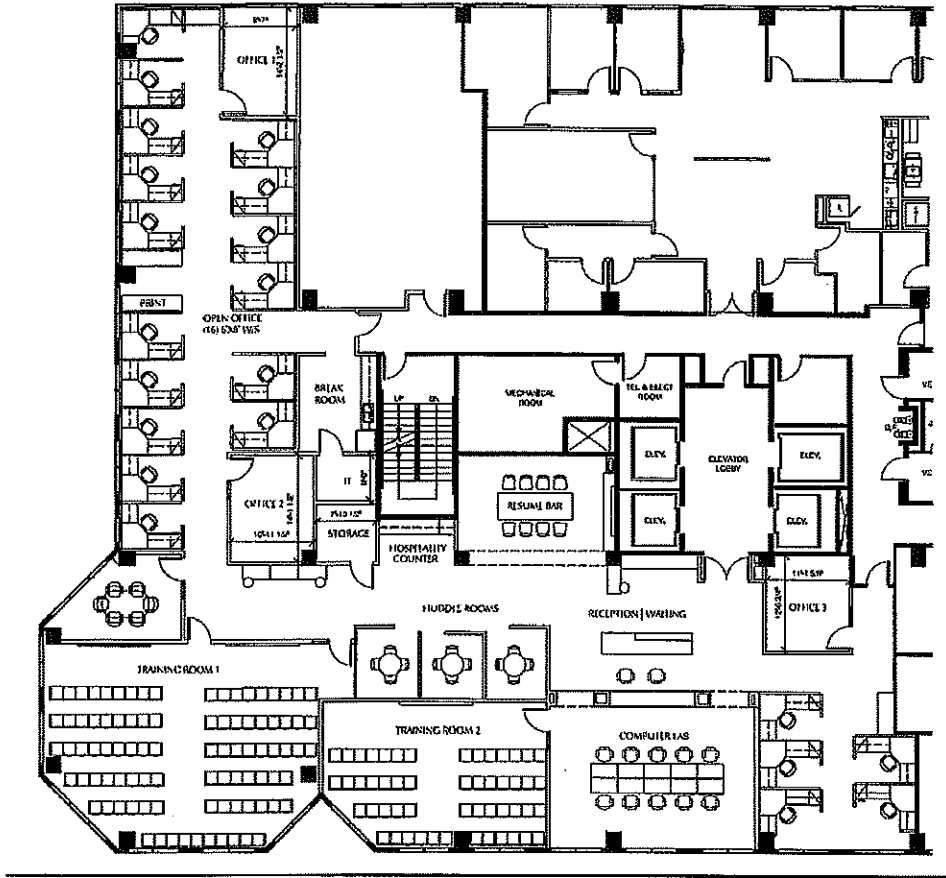 OFFICE 1
PRINT
OPEN OFFICE
BREAK
ROOM
UP
DN.
MECHANICAL
ROOM
TEL. & ELECT
ROOM
ELEV.
ELEVATOR
LOBBY
ELEV.
OFFICE 2
IT
STORAGE
RESUME BAR
ELEV.
ELEV.
HOSPITALITY
COUNTER
HUDDLE ROOMS
RECEPTION | WAITING
OFFICE 3
TRAINING ROOM 1
TRAINING ROOM 2
COMPUTER LAB